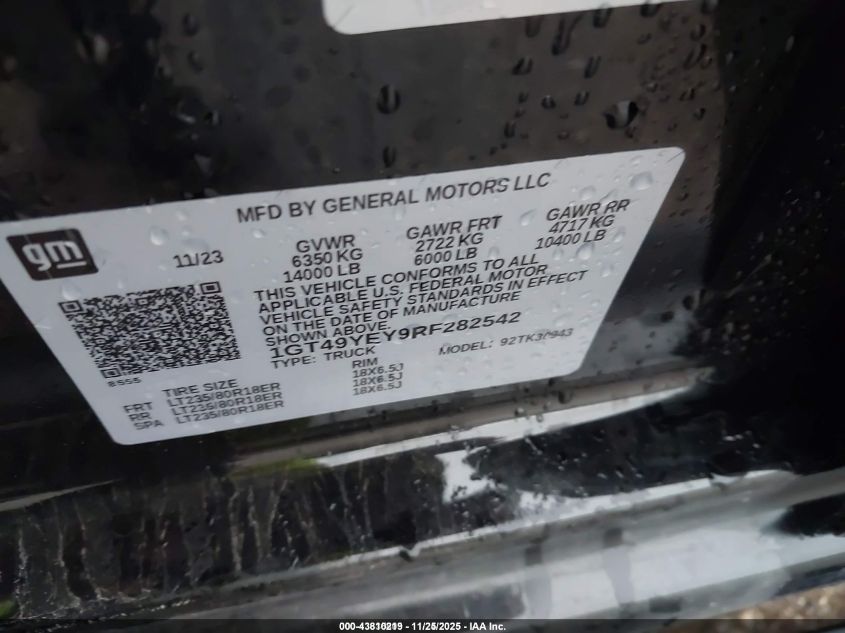 MFD BY GENERAL MOTORS LLC
gm
11/23
GVWR
6350 KG
14000 LB
GAWR FRT
2722 KG
6000 LB
GAWR RR
4717 KG
10400 LB
THIS VEHICLE CONFORMS TO ALL
APPLICABLE U.S. FEDERAL MOTOR
VEHICLE SAFETY STANDARDS IN EFFECT
ON THE DATE OF MANUFACTURE
SHOWN ABOVE.
1GT49YEY9RF282542
TYPE: TRUCK
MODEL:
8555
TIRE SIZE
RIM
FRT LT235/80R18ER 18X6.5J
RR LT235/80R18ER 18X6.5J
SPA LT235/80R18ER 18X6.5J
11/25/2025 - IAA Inc.